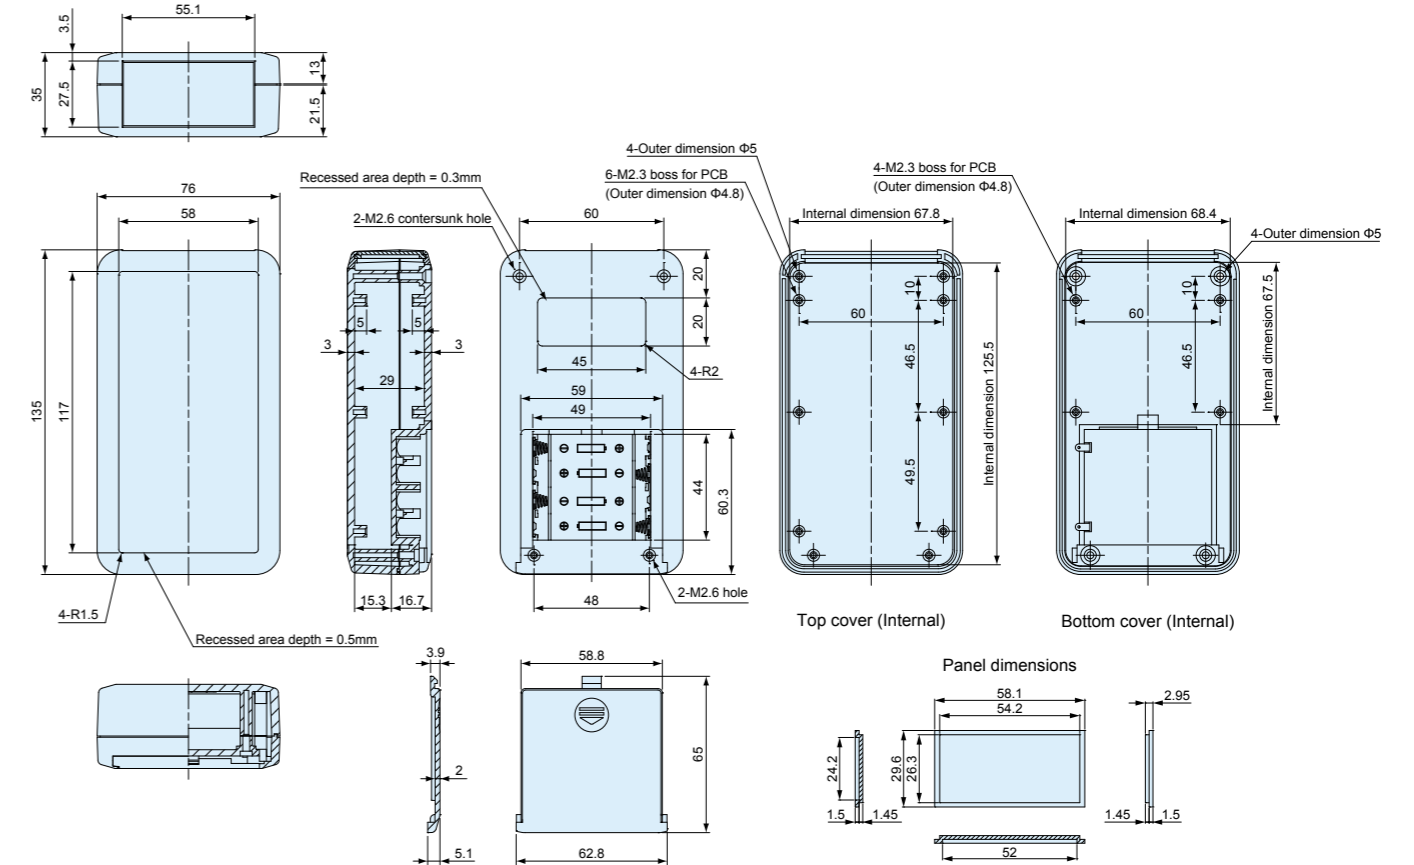 55.1
3.5
35
27.5
13
21.5
4-Outer dimension Φ5
Recessed area depth = 0.3mm
6-M2.3 boss for PCB
(Outer dimension Φ4.8)
4-M2.3 boss for PCB
(Outer dimension Φ4.8)
76
58
2-M2.6 contersunk hole
60
Internal dimension 67.8
Internal dimension 68.4
4-Outer dimension Φ5
135
117
5
5
3
3
29
15.3
16.7
20
20
45
4-R2
59
49
44
60.3
48
2-M2.6 hole
10
60
46.5
49.5
Internal dimension 125.5
10
60
46.5
Internal dimension 67.5
4-R1.5
Recessed area depth = 0.5mm
Top cover (Internal)
Bottom cover (Internal)
3.9
2
5.1
58.8
65
62.8
Panel dimensions
58.1
54.2
2.95
24.2
29.6
26.3
1.5
1.45
1.45
1.5
52